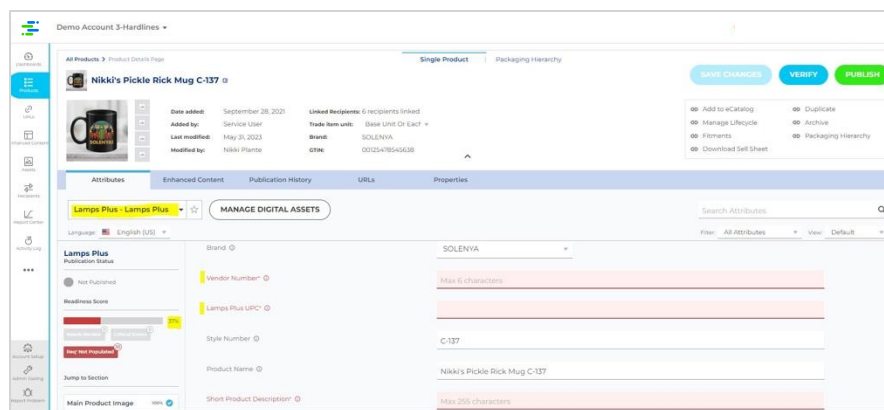 Demo Account 3-Hardlines
Dashboards
Products
URLs
Enhanced Content
Assets
Recipients
Report Center
Activity Log
Account Setup
Admin Tooling
Report Problem
All Products > Product Details Page
Single Product
Packaging Hierarchy
Nikki's Pickle Rick Mug C-137
SAVE CHANGES
VERIFY
PUBLISH
SOLENYA
Date added: September 28, 2021
Added by: Service User
Last modified: May 31, 2023
Modified by: Nikki Plante
Linked Recipients: 6 recipients linked
Trade item unit: Base Unit Or Each
Brand: SOLENYA
GTIN: 00125478545638
Add to eCatalog
Duplicate
Manage Lifecycle
Archive
Fitments
Packaging Hierarchy
Download Sell Sheet
Attributes
Enhanced Content
Publication History
URLs
Properties
Lamps Plus - Lamps Plus
MANAGE DIGITAL ASSETS
Search Attributes
Language: English (US)
Filter: All Attributes
View: Default
Lamps Plus
Publication Status
Not Published
Readiness Score
37%
Req' Not Populated
Jump to Section
Main Product Image 100%
Brand
SOLENYA
Vendor Number*
Max 6 characters
Lamps Plus UPC*
Style Number
C-137
Product Name
Nikki's Pickle Rick Mug C-137
Short Product Description*
Max 255 characters